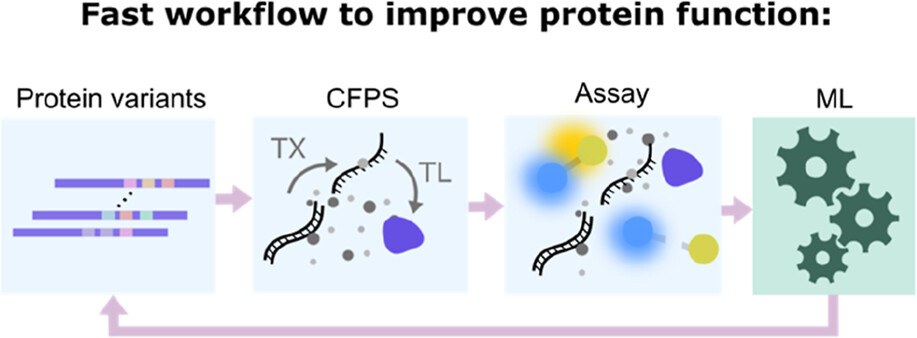 Fast workflow to improve protein function:
Protein variants
CFPS
Assay
ML
TX
TL